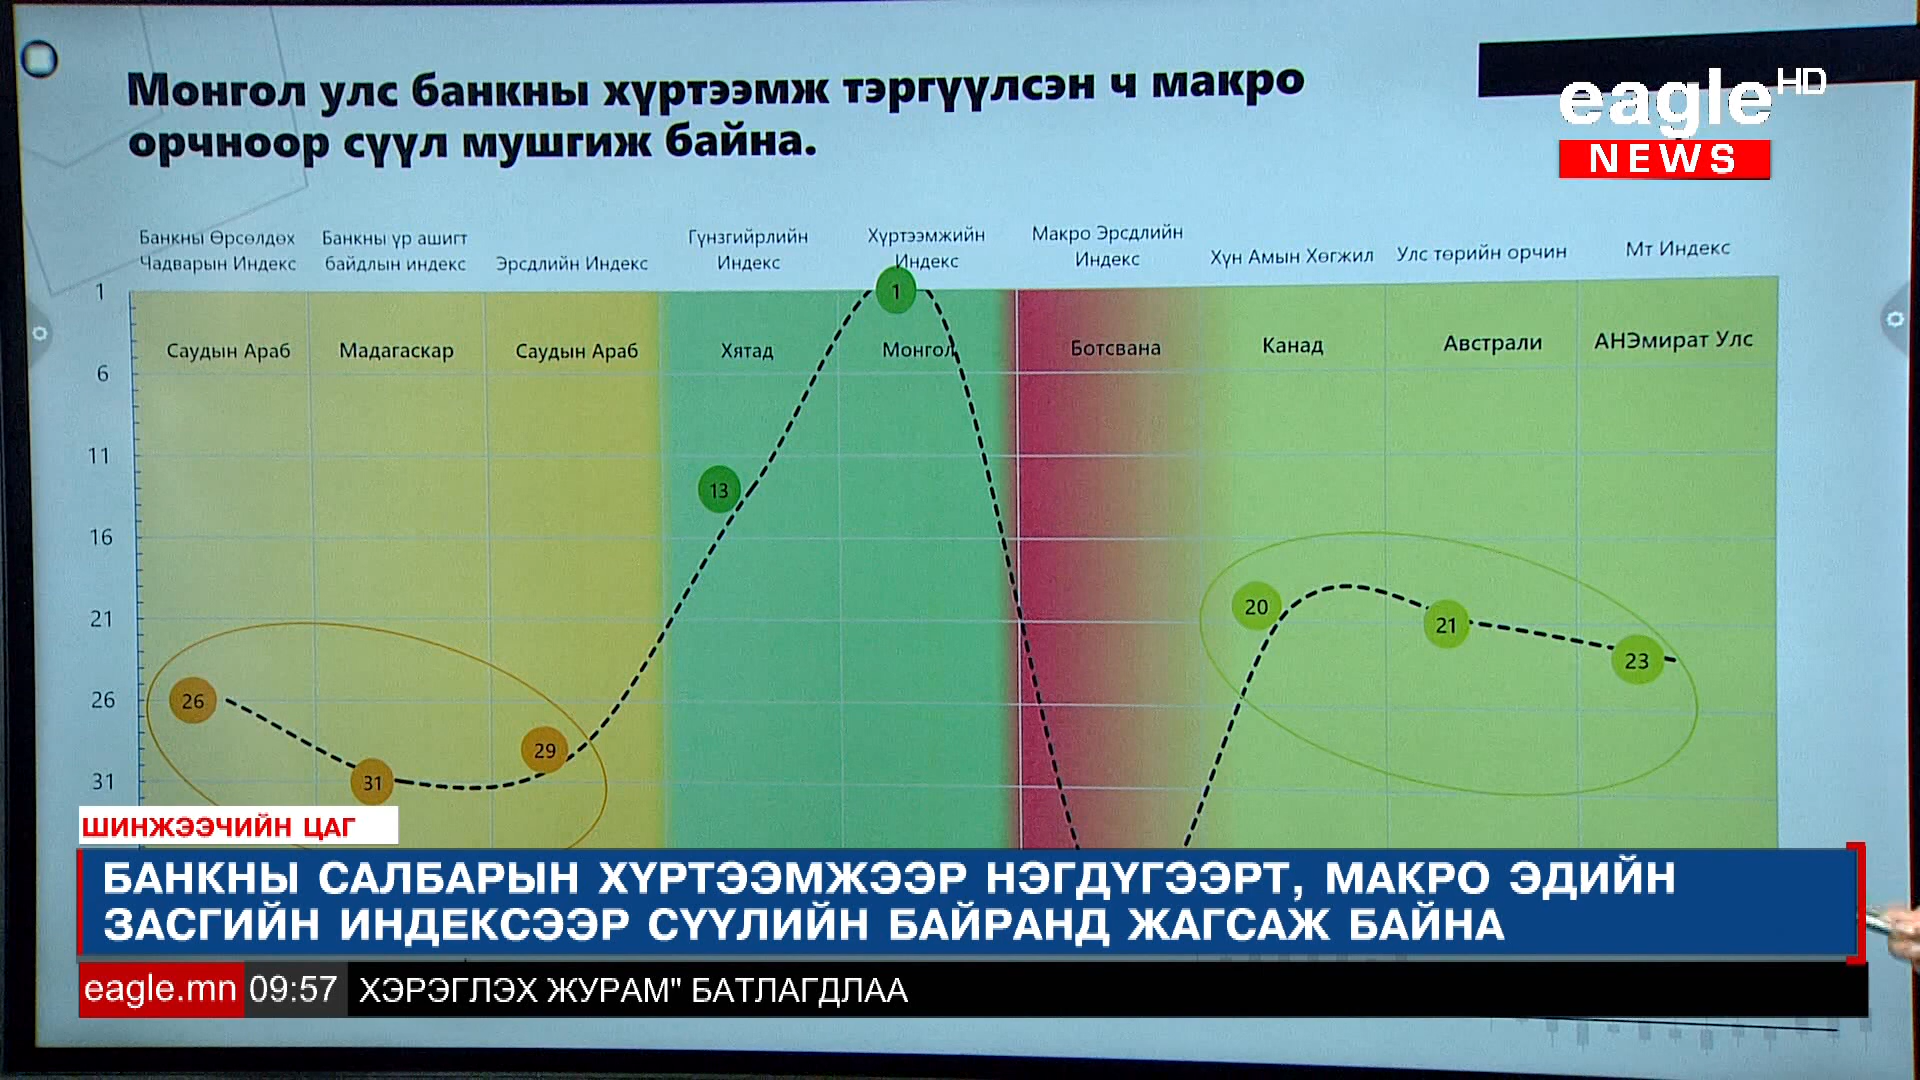 Монгол улс банкны хүртээмж тэргүүлсэн ч макро
орчноор сүүл мушгиж байна.
eagle HD
NEWS
Банкны Өрсөлдөх
Чадварын Индекс
Банкны үр ашигт
байдлын индекс
Эрсдлийн Индекс
Гүнзгийрлийн
Индекс
Хүртээмжийн
Индекс
Макро Эрсдлийн
Индекс
Хүн Амын Хөгжил
Улс төрийн орчин
Мт Индекс
1
6
11
16
21
26
31
Саудын Араб
Мадагаскар
Саудын Араб
Хятад
Монгол
Ботсвана
Канад
Австрали
АНЭмират Улс
26
31
29
13
1
20
21
23
ШИНЖЭЭЧИЙН ЦАГ
БАНКНЫ САЛБАРЫН ХҮРТЭЭМЖЭЭР НЭГДҮГЭЭРТ, МАКРО ЭДИЙН
ЗАСГИЙН ИНДЕКСЭЭР СҮҮЛИЙН БАЙРАНД ЖАГСАЖ БАЙНА
eagle.mn 09:57 ХЭРЭГЛЭХ ЖУРАМ" БАТЛАГДЛАА